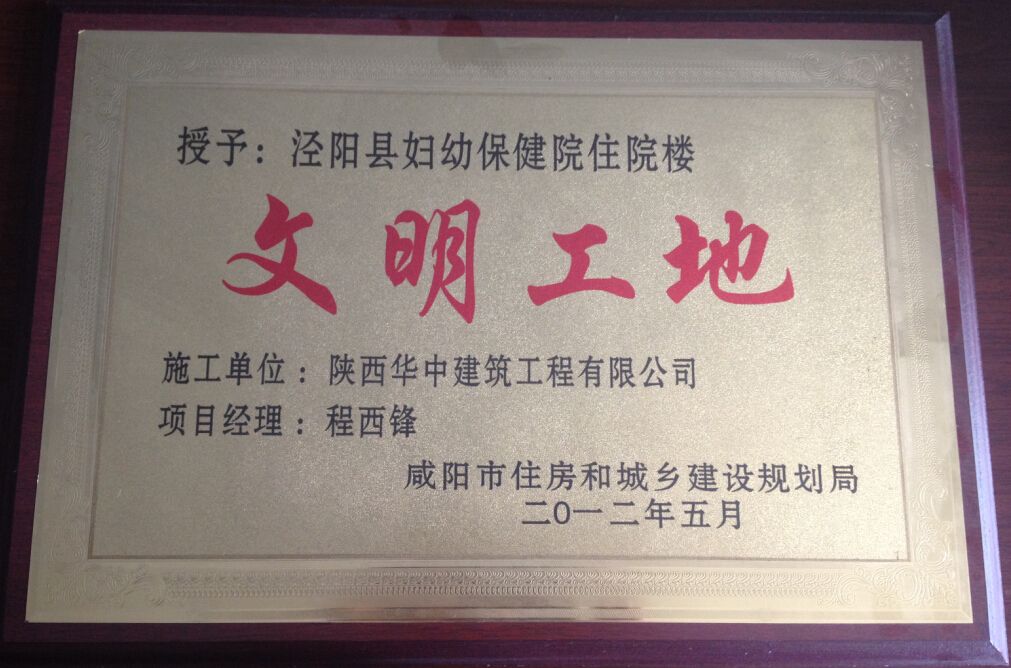 授予：泾阳县妇幼保健院住院楼
文明工地
施工单位：陕西华中建筑工程有限公司
项目经理：程西锋
咸阳市住房和城乡建设规划局
二0一二年五月